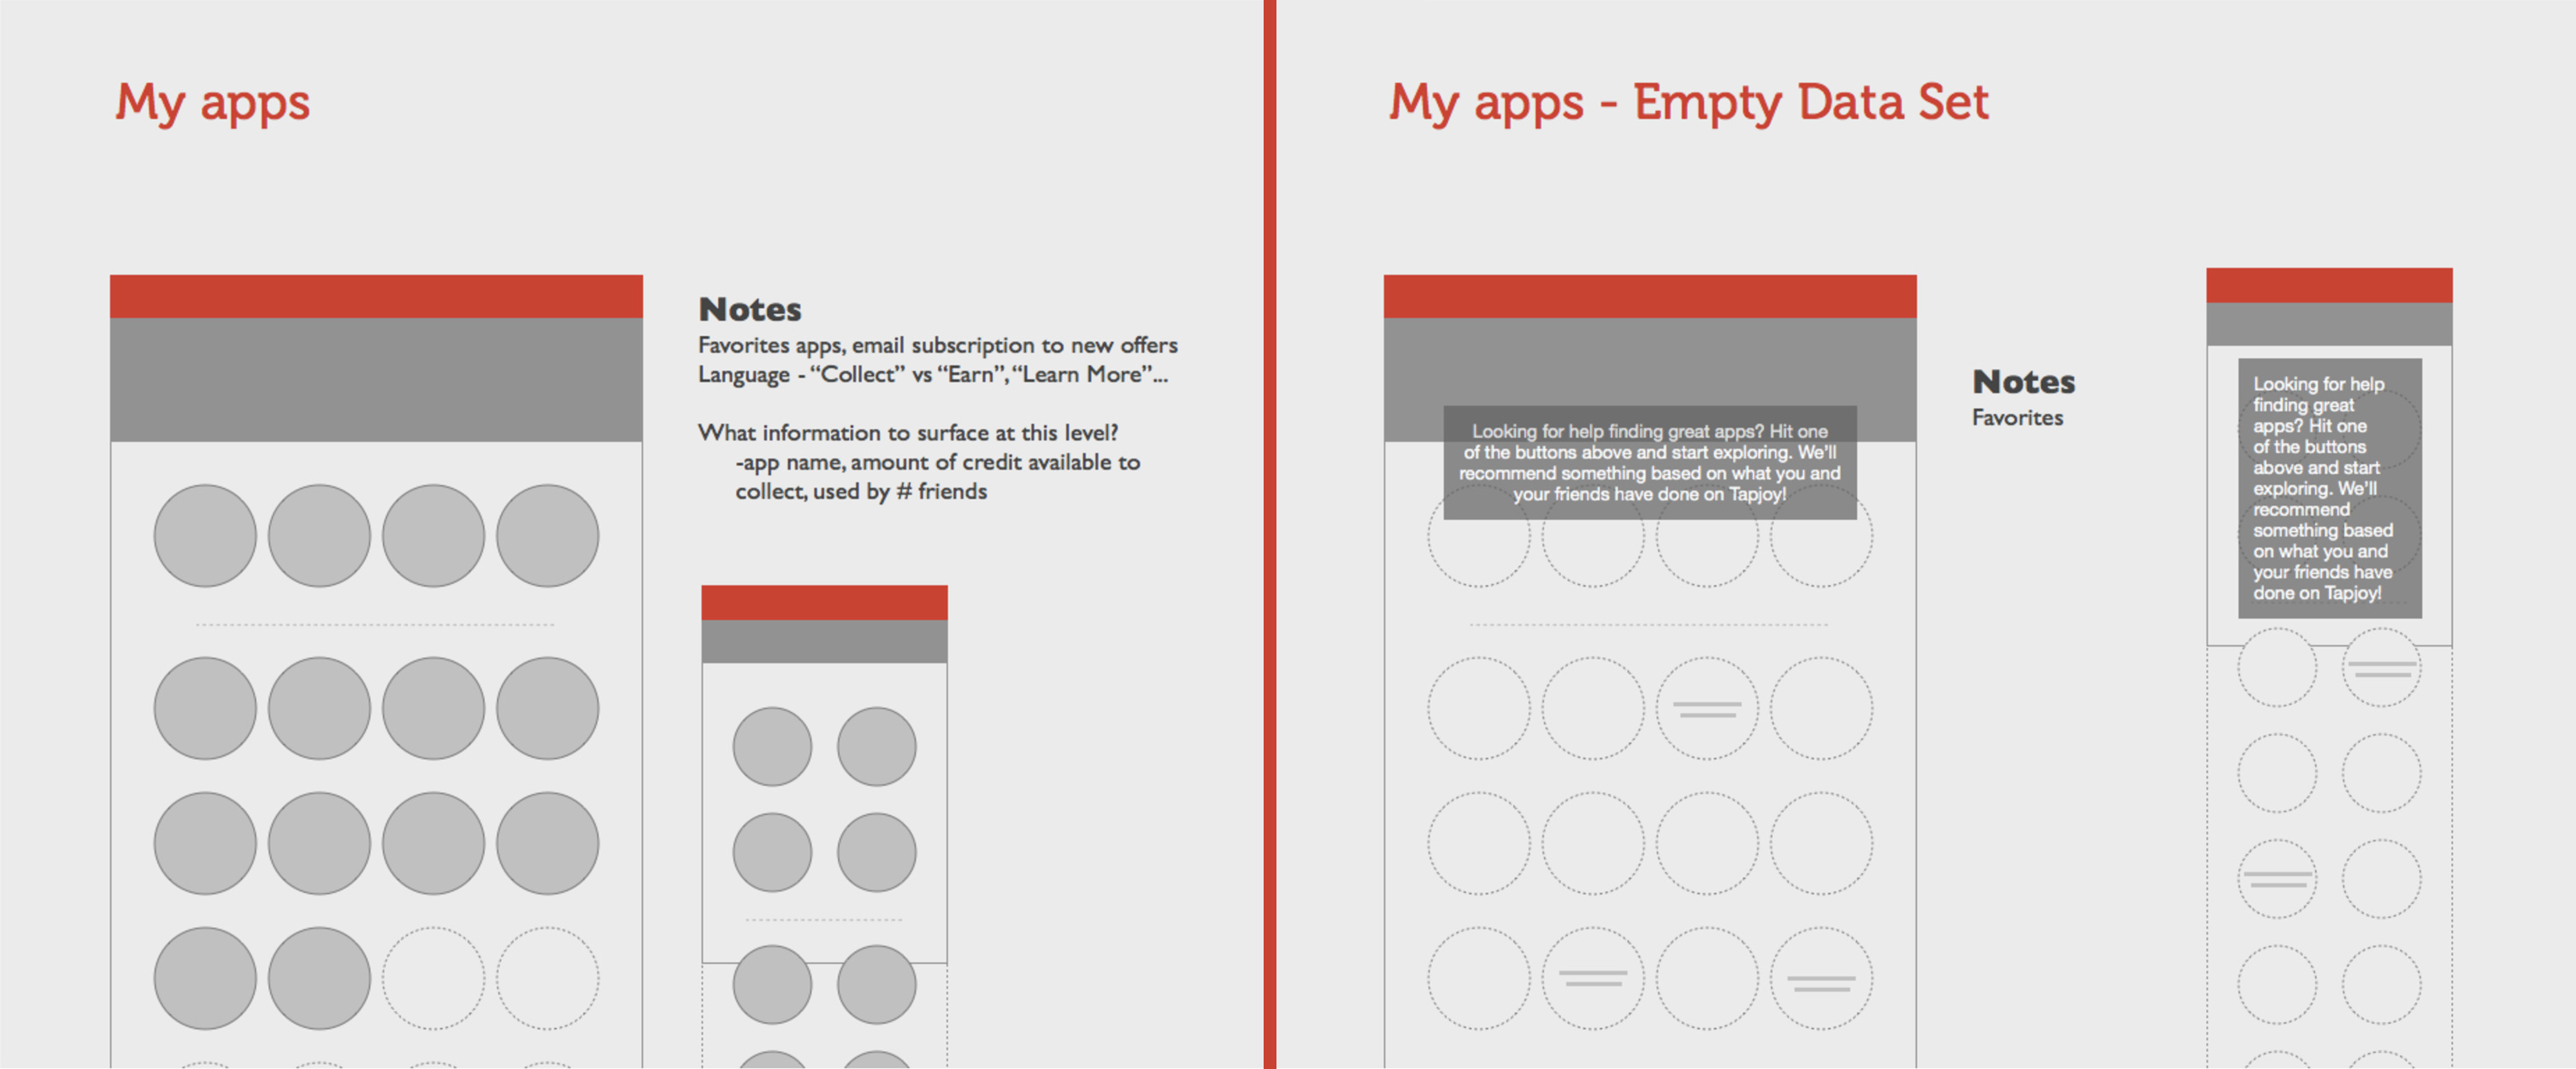 My apps
Notes
Favorites apps, email subscription to new offers
Language - “Collect” vs “Earn”, “Learn More”...
What information to surface at this level?
-app name, amount of credit available to
collect, used by # friends
My apps - Empty Data Set
Looking for help finding great apps? Hit one
of the buttons above and start exploring. We'll
recommend something based on what you and
your friends have done on Tapjoy!
Notes
Favorites
Looking for help
finding great
apps? Hit one
of the buttons
above and start
exploring. We'll
recommend
something based
on what you and
your friends have
done on Tapjoy!